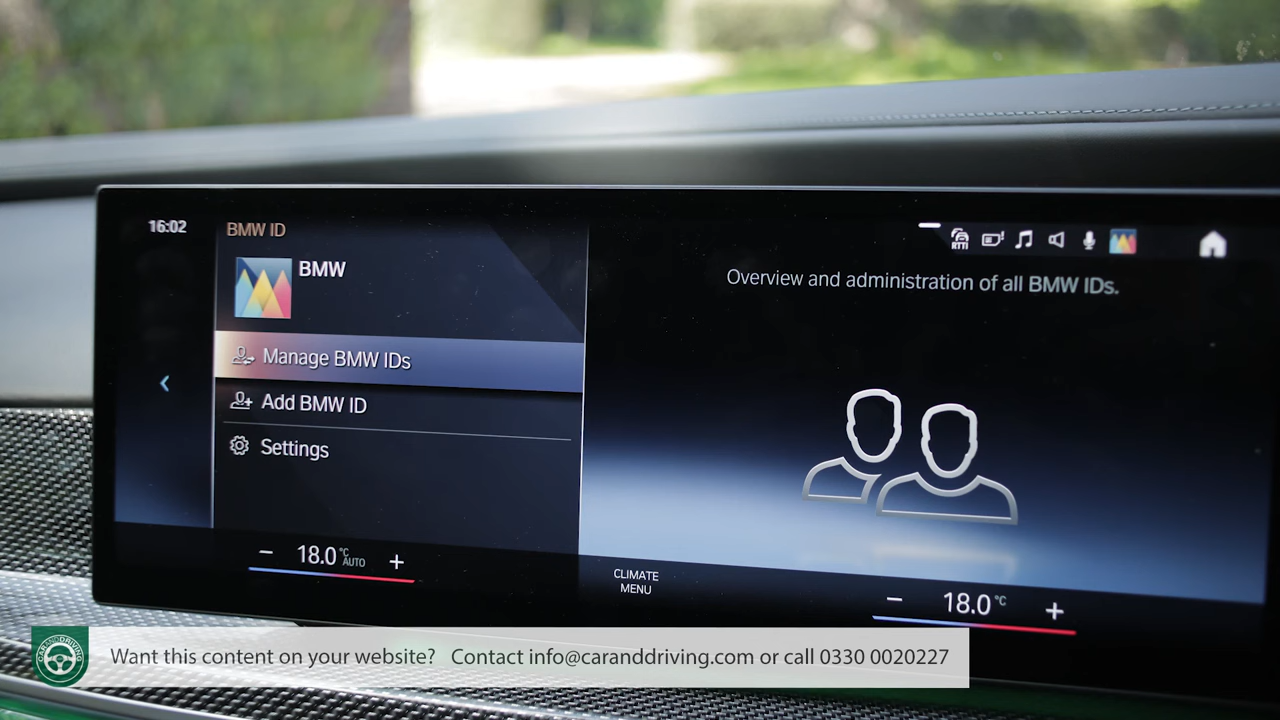 16:02
BMW ID
BMW
RTTI
Overview and administration of all BMW IDs.
Manage BMW IDs
Add BMW ID
Settings
18.0 °C AUTO
CLIMATE
MENU
18.0 °C
CARANDDRIVING
Want this content on your website? Contact info@caranddriving.com or call 0330 0020227